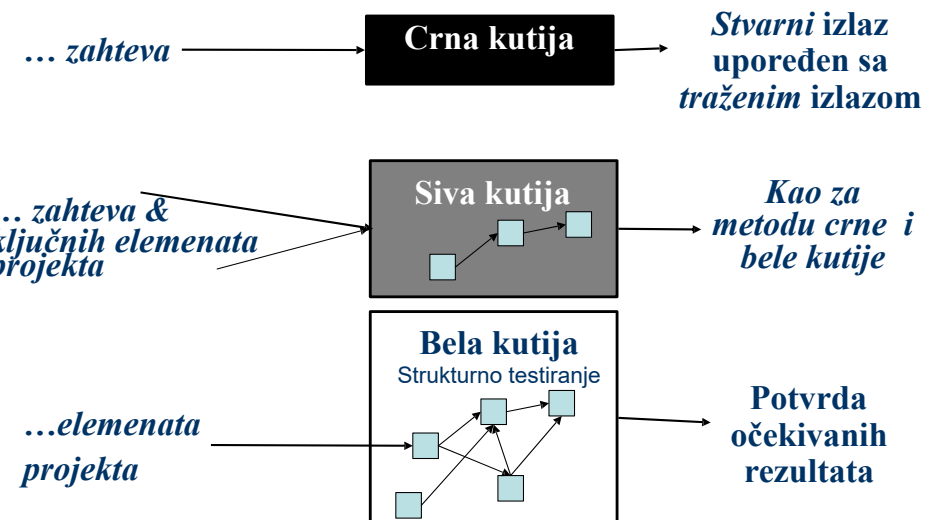 ... zahteva
Crna kutija
Stvarni izlaz
upoređen sa
traženim izlazom
... zahteva &
ključnih elemenata
projekta
Siva kutija
Kao za
metodu crne i
bele kutije
...elemenata
projekta
Bela kutija
Strukturno testiranje
Potvrda
očekivanih
rezultata